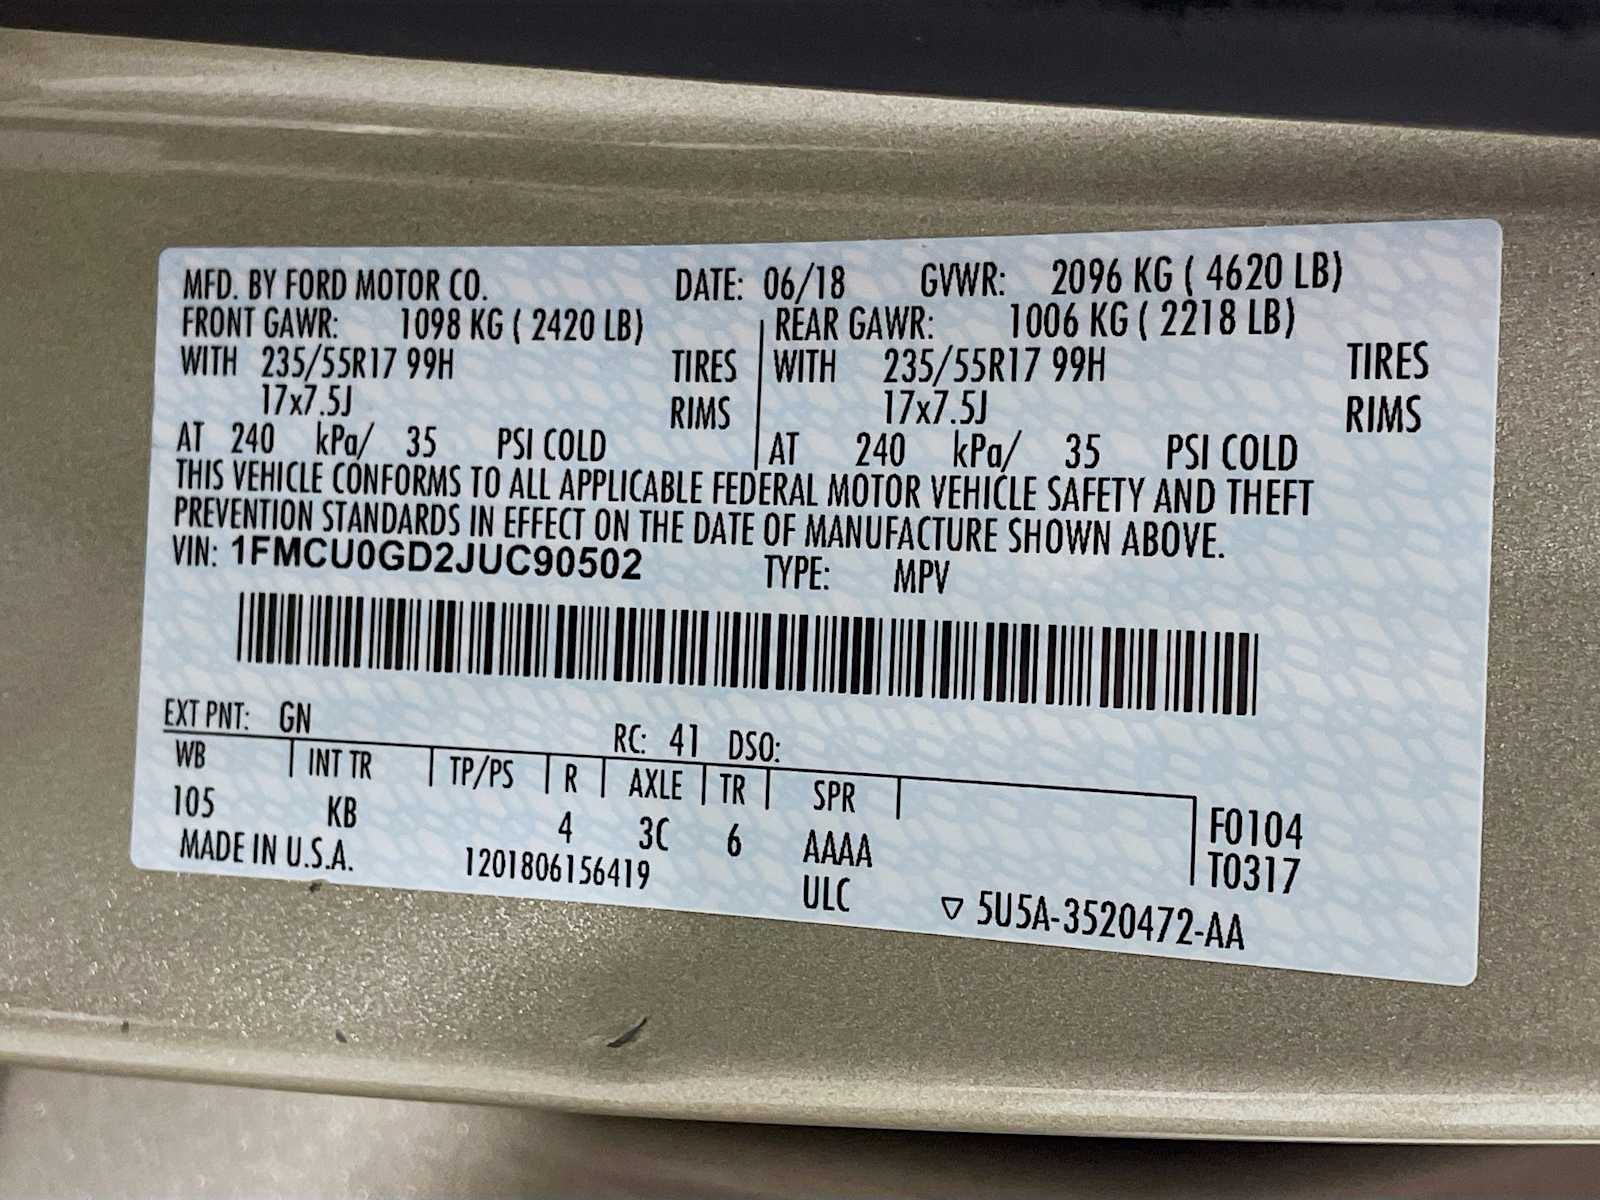 MFD. BY FORD MOTOR CO. DATE: 06/18 GVWR: 2096 KG ( 4620 LB)
FRONT GAWR: 1098 KG ( 2420 LB) REAR GAWR: 1006 KG ( 2218 LB)
WITH 235/55R17 99H TIRES WITH 235/55R17 99H TIRES
17x7.5J RIMS 17x7.5J RIMS
AT 240 kPa/ 35 PSI COLD AT 240 kPa/ 35 PSI COLD
THIS VEHICLE CONFORMS TO ALL APPLICABLE FEDERAL MOTOR VEHICLE SAFETY AND THEFT
PREVENTION STANDARDS IN EFFECT ON THE DATE OF MANUFACTURE SHOWN ABOVE.
VIN: 1FMCU0GD2JUC90502 TYPE: MPV
EXT PNT: GN RC: 41 DSO:
WB INT TR TP/PS R AXLE TR SPR
105 KB 4 3C 6 AAAA F0104
MADE IN U.S.A. 1201806156419 ULC T0317
▽ 5U5A-3520472-AA